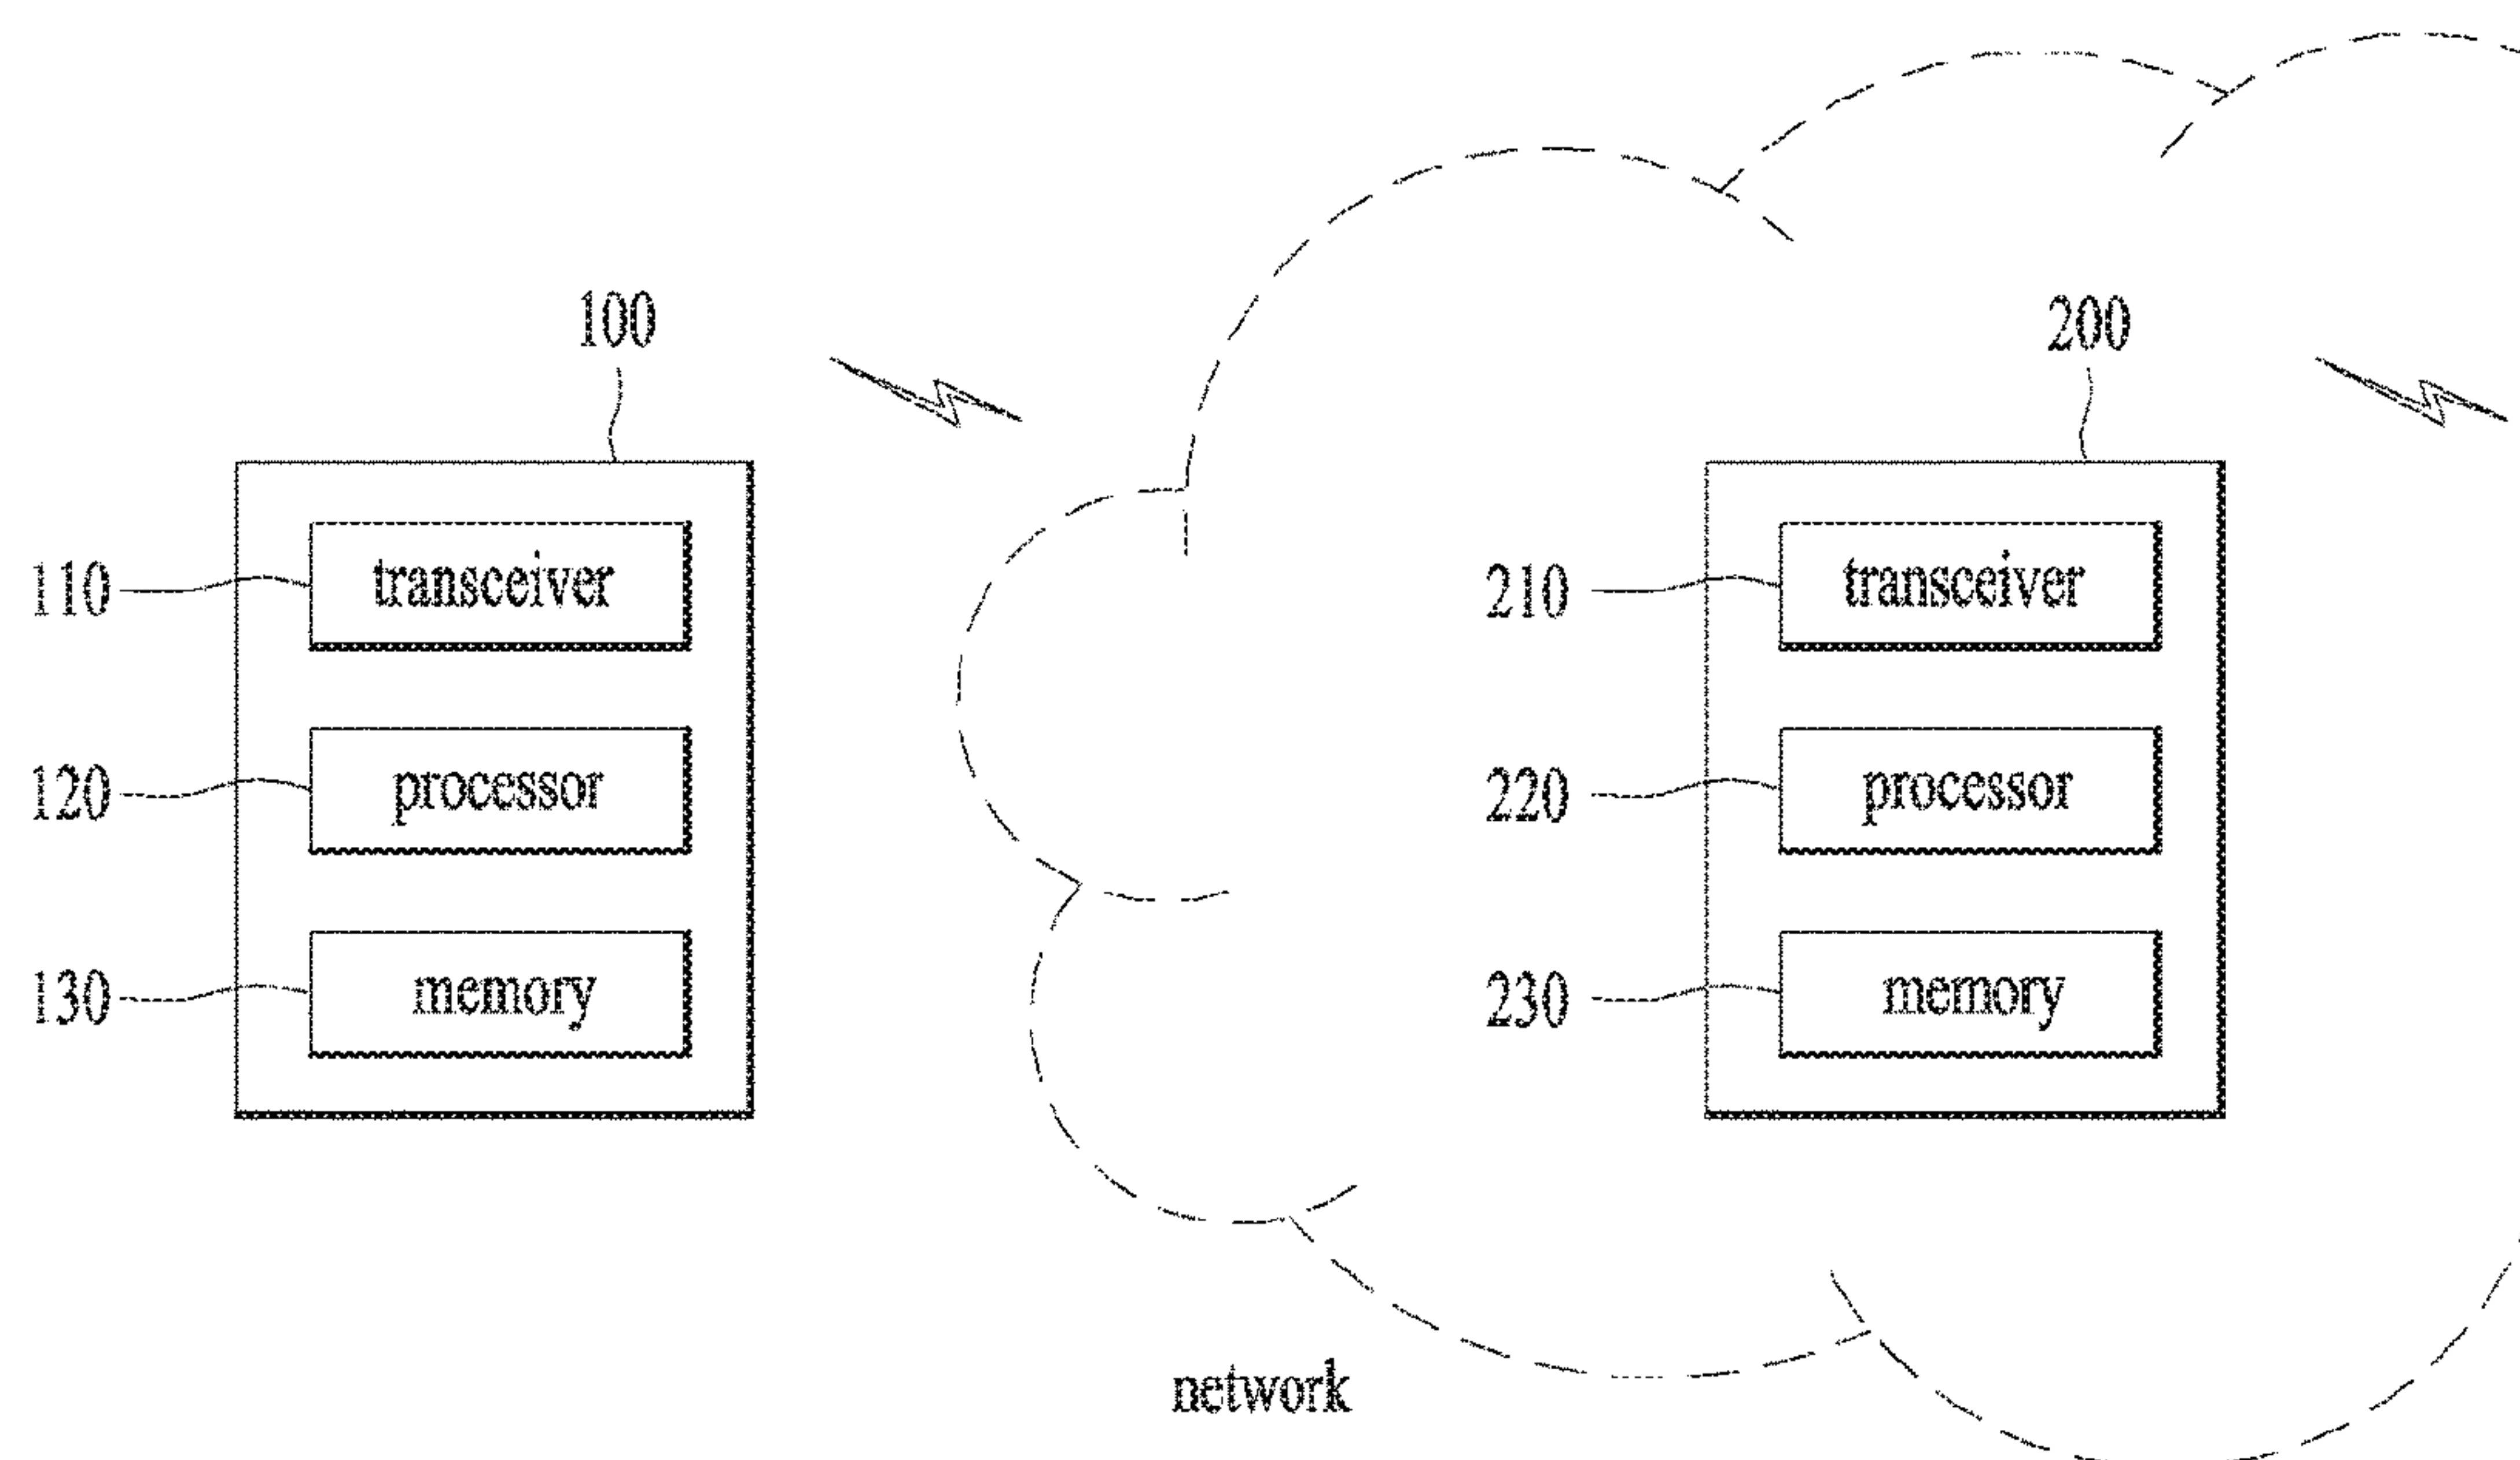 100
200
110 transceiver
210 transceiver
120 processor
220 processor
130 memory
230 memory
network